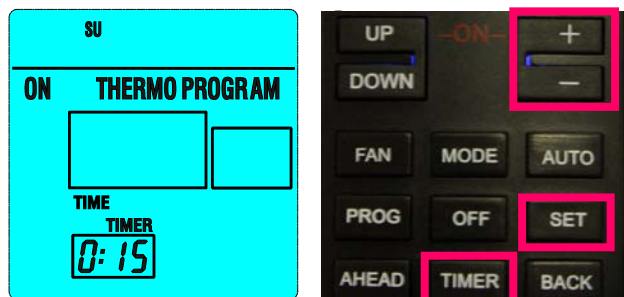 SU
ON THERMO PROGRAM
TIME
TIMER
0:15
UP -ON- +
DOWN -
FAN MODE AUTO
PROG OFF SET
AHEAD TIMER BACK